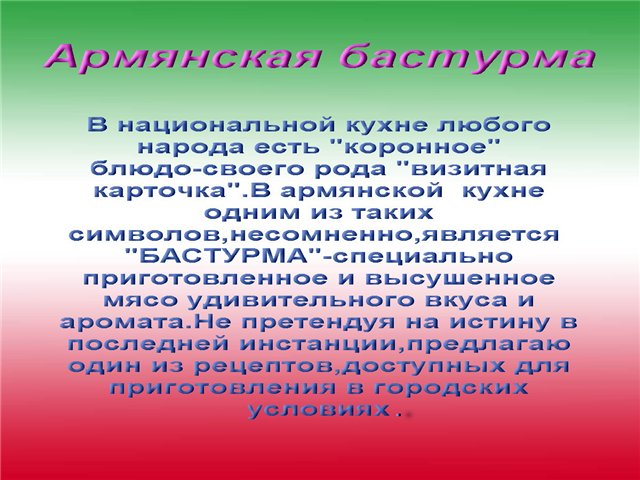 Армянская бастурма
В национальной кухне любого
народа есть "коронное"
блюдо-своего рода "визитная
карточка".В армянской кухне
одним из таких
символов,несомненно,является
"БАСТУРМА"-специально
приготовленное и высушенное
мясо удивительного вкуса и
аромата.Не претендуя на истину в
последней инстанции,предлагаю
один из рецептов,доступных для
приготовления в городских
условиях..